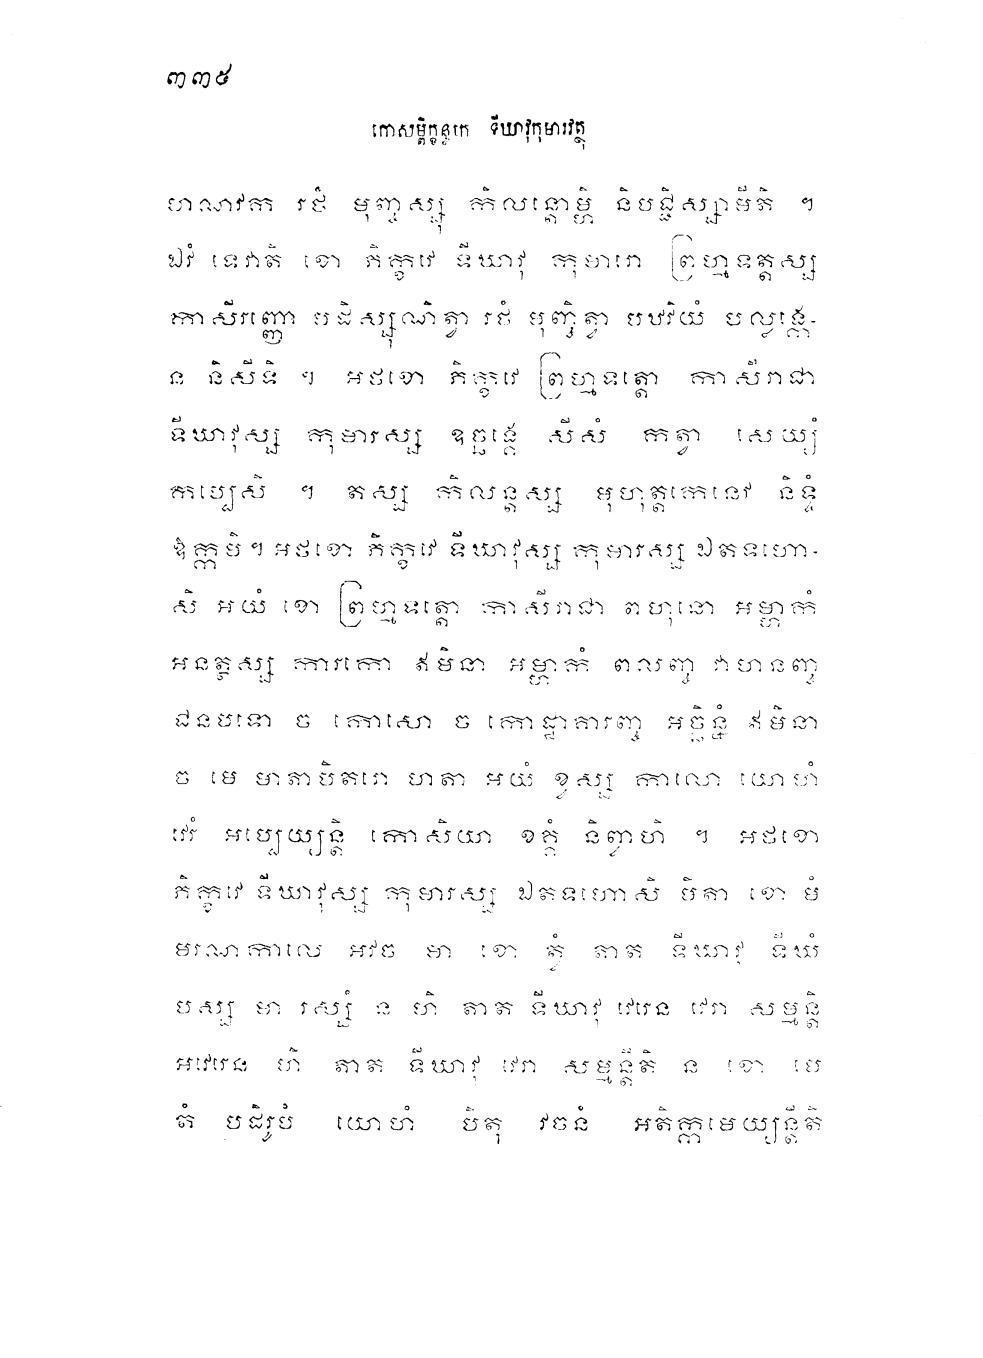 ៣៣៥
កោសម្ពិក្ខន្ធកេ ទីឃាវុកុមារវត្ថុ
ហណវក រថំ មុញ្ចស្សុ កិលន្តោម្ហិ និបជ្ជិស្សាមីតិ ។
ឯវំ ទេវាតិ ខោ ភិក្ខវេ ទីឃាវុ កុមារោ ព្រហ្មទត្តស្ស
កាសីរញ្ញោ បដិស្សុណិត្វា រថំ មុញ្ចិត្វា បឋវិយំ បល្លង្កេ-
ន និសីទិ ។ អថខោ ភិក្ខវេ ព្រហ្មទត្តោ កាសីរាជា
ទីឃាវុស្ស កុមារស្ស ឧច្ឆង្គេ សីសំ កត្វា សេយ្យំ
កប្បេសិ ។ តស្ស កិលន្តស្ស មុហុត្តកេនេវ និទ្ទំ
ឱក្កមិ។ អថខោ ភិក្ខវេ ទីឃាវុស្ស កុមារស្ស ឯតទហោ-
សិ អយំ ខោ ព្រហ្មទត្តោ កាសីរាជា ពហុនោ អម្ហាកំ
អនត្ថស្ស ការកោ ឥមិនា អម្ហាកំ ពលញ្ច វាហនញ្ច
ជនបទោ ច កោសោ ច កោដ្ឋាគារញ្ច អច្ឆិន្នំ ឥមិនា
ច មេ មាតាបិតរោ ហតា អយំ ខ្វស្ស កាលោ យោហំ
វេរំ អប្បេយ្យន្តិ កោសិយា ខគ្គំ និព្វាហិ ។ អថខោ
ភិក្ខវេ ទីឃាវុស្ស កុមារស្ស ឯតទហោសិ បិតា ខោ មំ
មរណកាលេ អវច មា ខោ ត្វំ តាត ទីឃាវុ ទីឃំ
បស្ស មា រស្សំ ន ហិ តាត ទីឃាវុ វេរេន វេរា សម្មន្តិ
អវេរេន ហិ តាត ទីឃាវុ វេរា សម្មន្តីតិ ន ខោ មេ
តំ បដិរូបំ យោហំ បិតុ វចនំ អតិក្កមេយ្យន្តីតិ